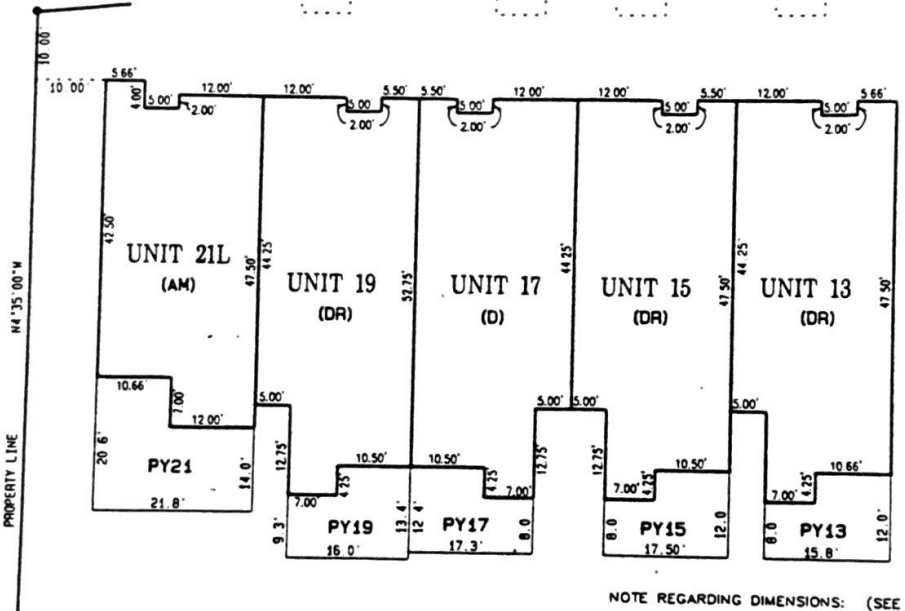 10.00'
10.00'
5.66' 12.00' 12.00' 5.50' 5.50' 12.00' 12.00' 5.50' 12.00' 5.66'
4.00' 5.00' 2.00' 5.00 2.00' 5.00' 2.00' 5.00' 2.00' 5.00' 2.00'
42.50' 47.50' 44.25' 52.75' 44.25' 47.50' 44.25' 47.50'
UNIT 21L
(AM)
UNIT 19
(DR)
UNIT 17
(D)
UNIT 15
(DR)
UNIT 13
(DR)
N4°35'00"W
PROPERTY LINE
10.66' 7.00' 12.00' 5.00' 12.75' 7.00' 4.25' 10.50' 10.50' 4.25 7.00' 12.75' 5.00' 5.00' 12.75' 7.00' 4.25' 10.50' 5.00' 12.75' 7.00' 4.25 10.66'
20.6'
PY21
14.0'
21.8'
9.3'
PY19
13.4'
16.0'
12.4'
PY17
8.0
17.3'
8.0
PY15
12.0
17.50'
8.0
PY13
12.0'
15.8'
NOTE REGARDING DIMENSIONS: (SEE